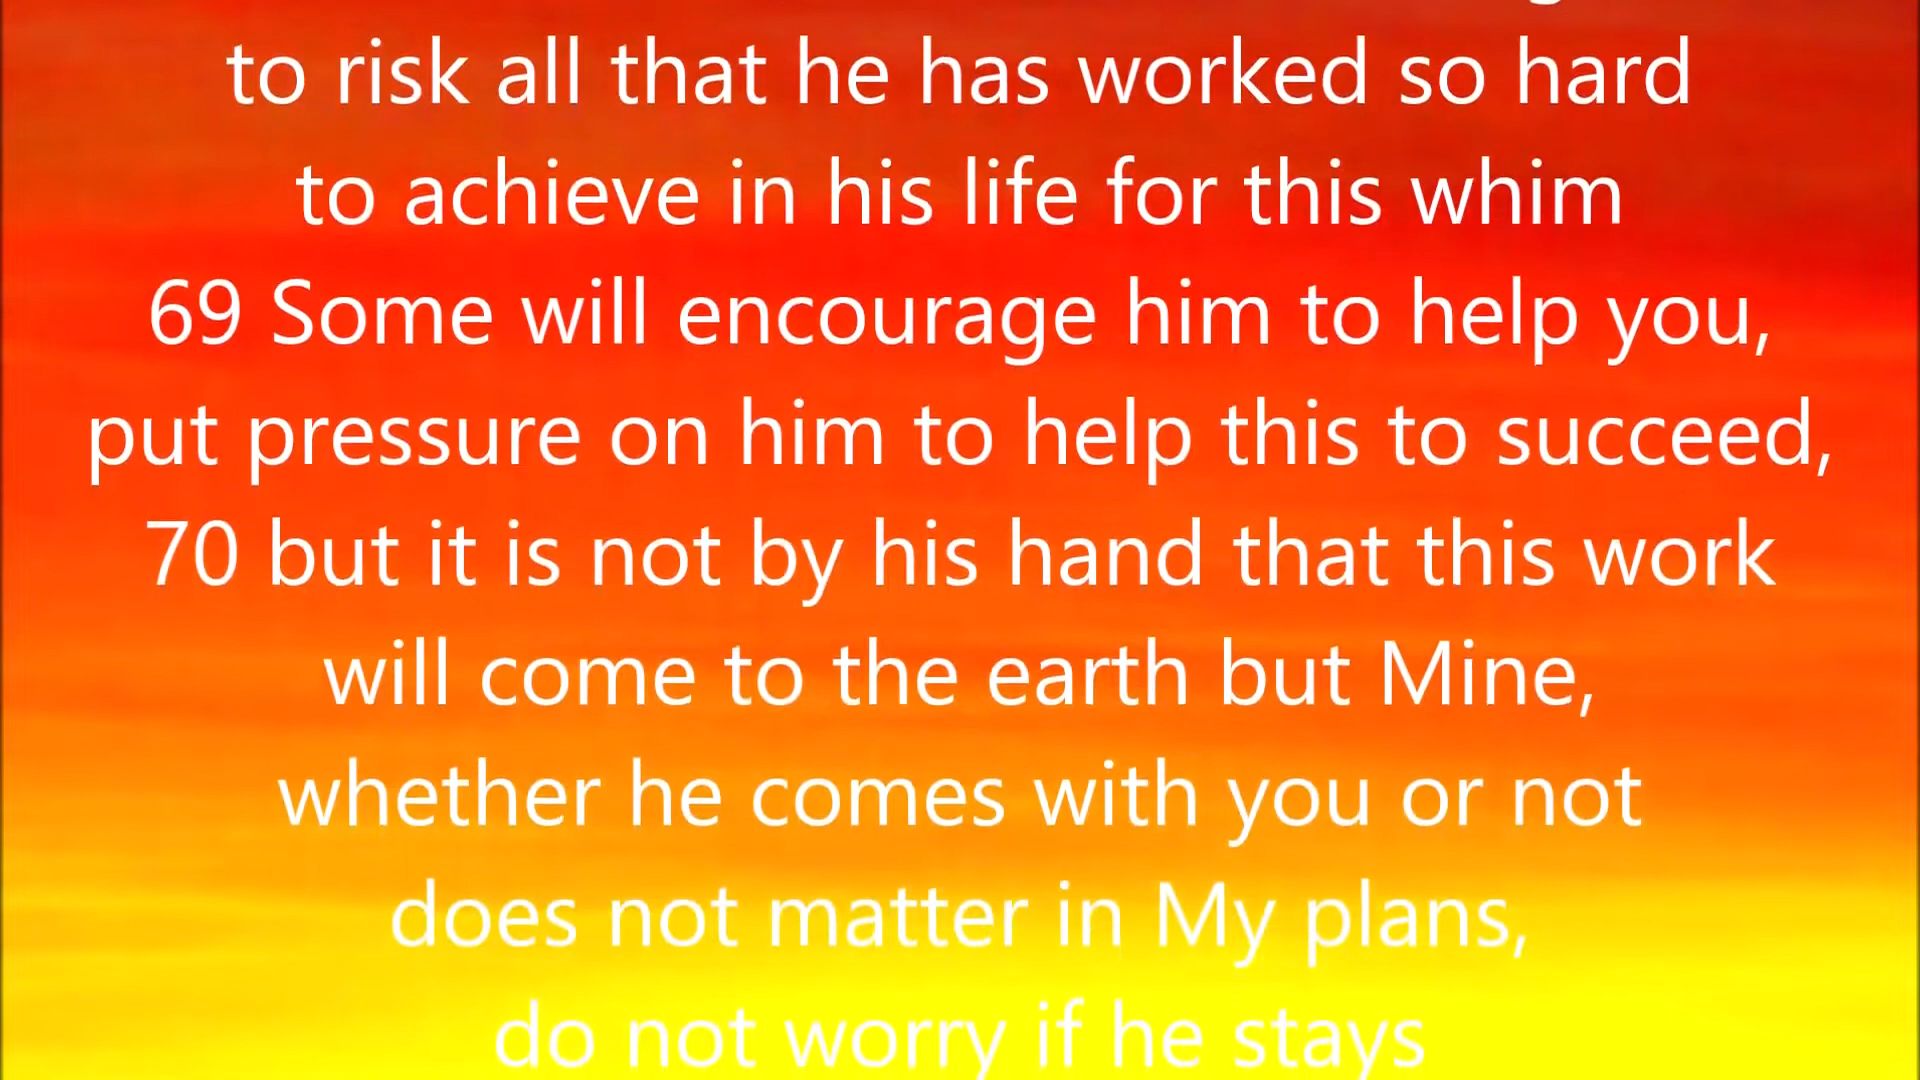 to risk all that he has worked so hard
to achieve in his life for this whim
69 Some will encourage him to help you,
put pressure on him to help this to succeed,
70 but it is not by his hand that this work
will come to the earth but Mine,
whether he comes with you or not
does not matter in My plans,
do not worry if he stays